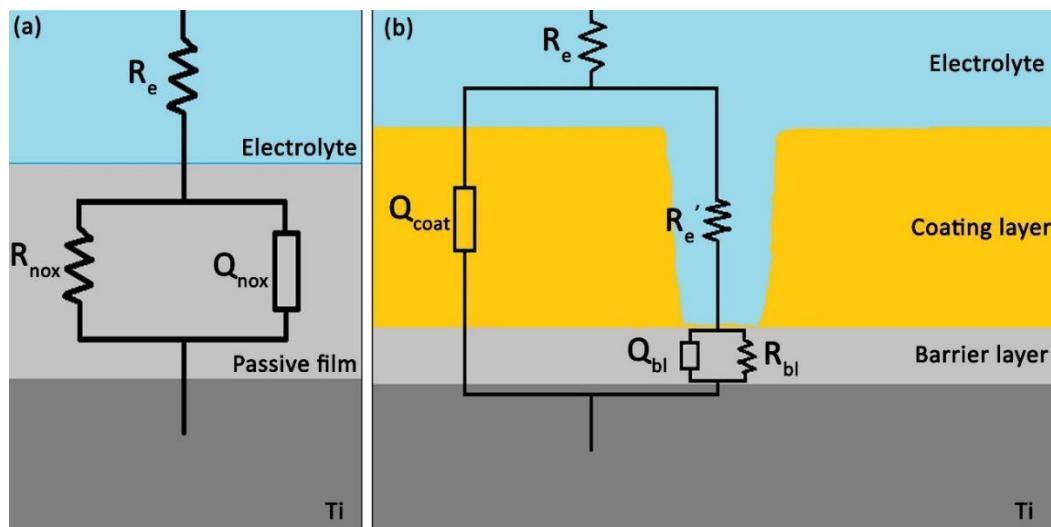 (a)
Re
Electrolyte
Rnox
Qnox
Passive film
Ti
(b)
Re
Electrolyte
Qcoat
Re′
Coating layer
Qbl
Rbl
Barrier layer
Ti